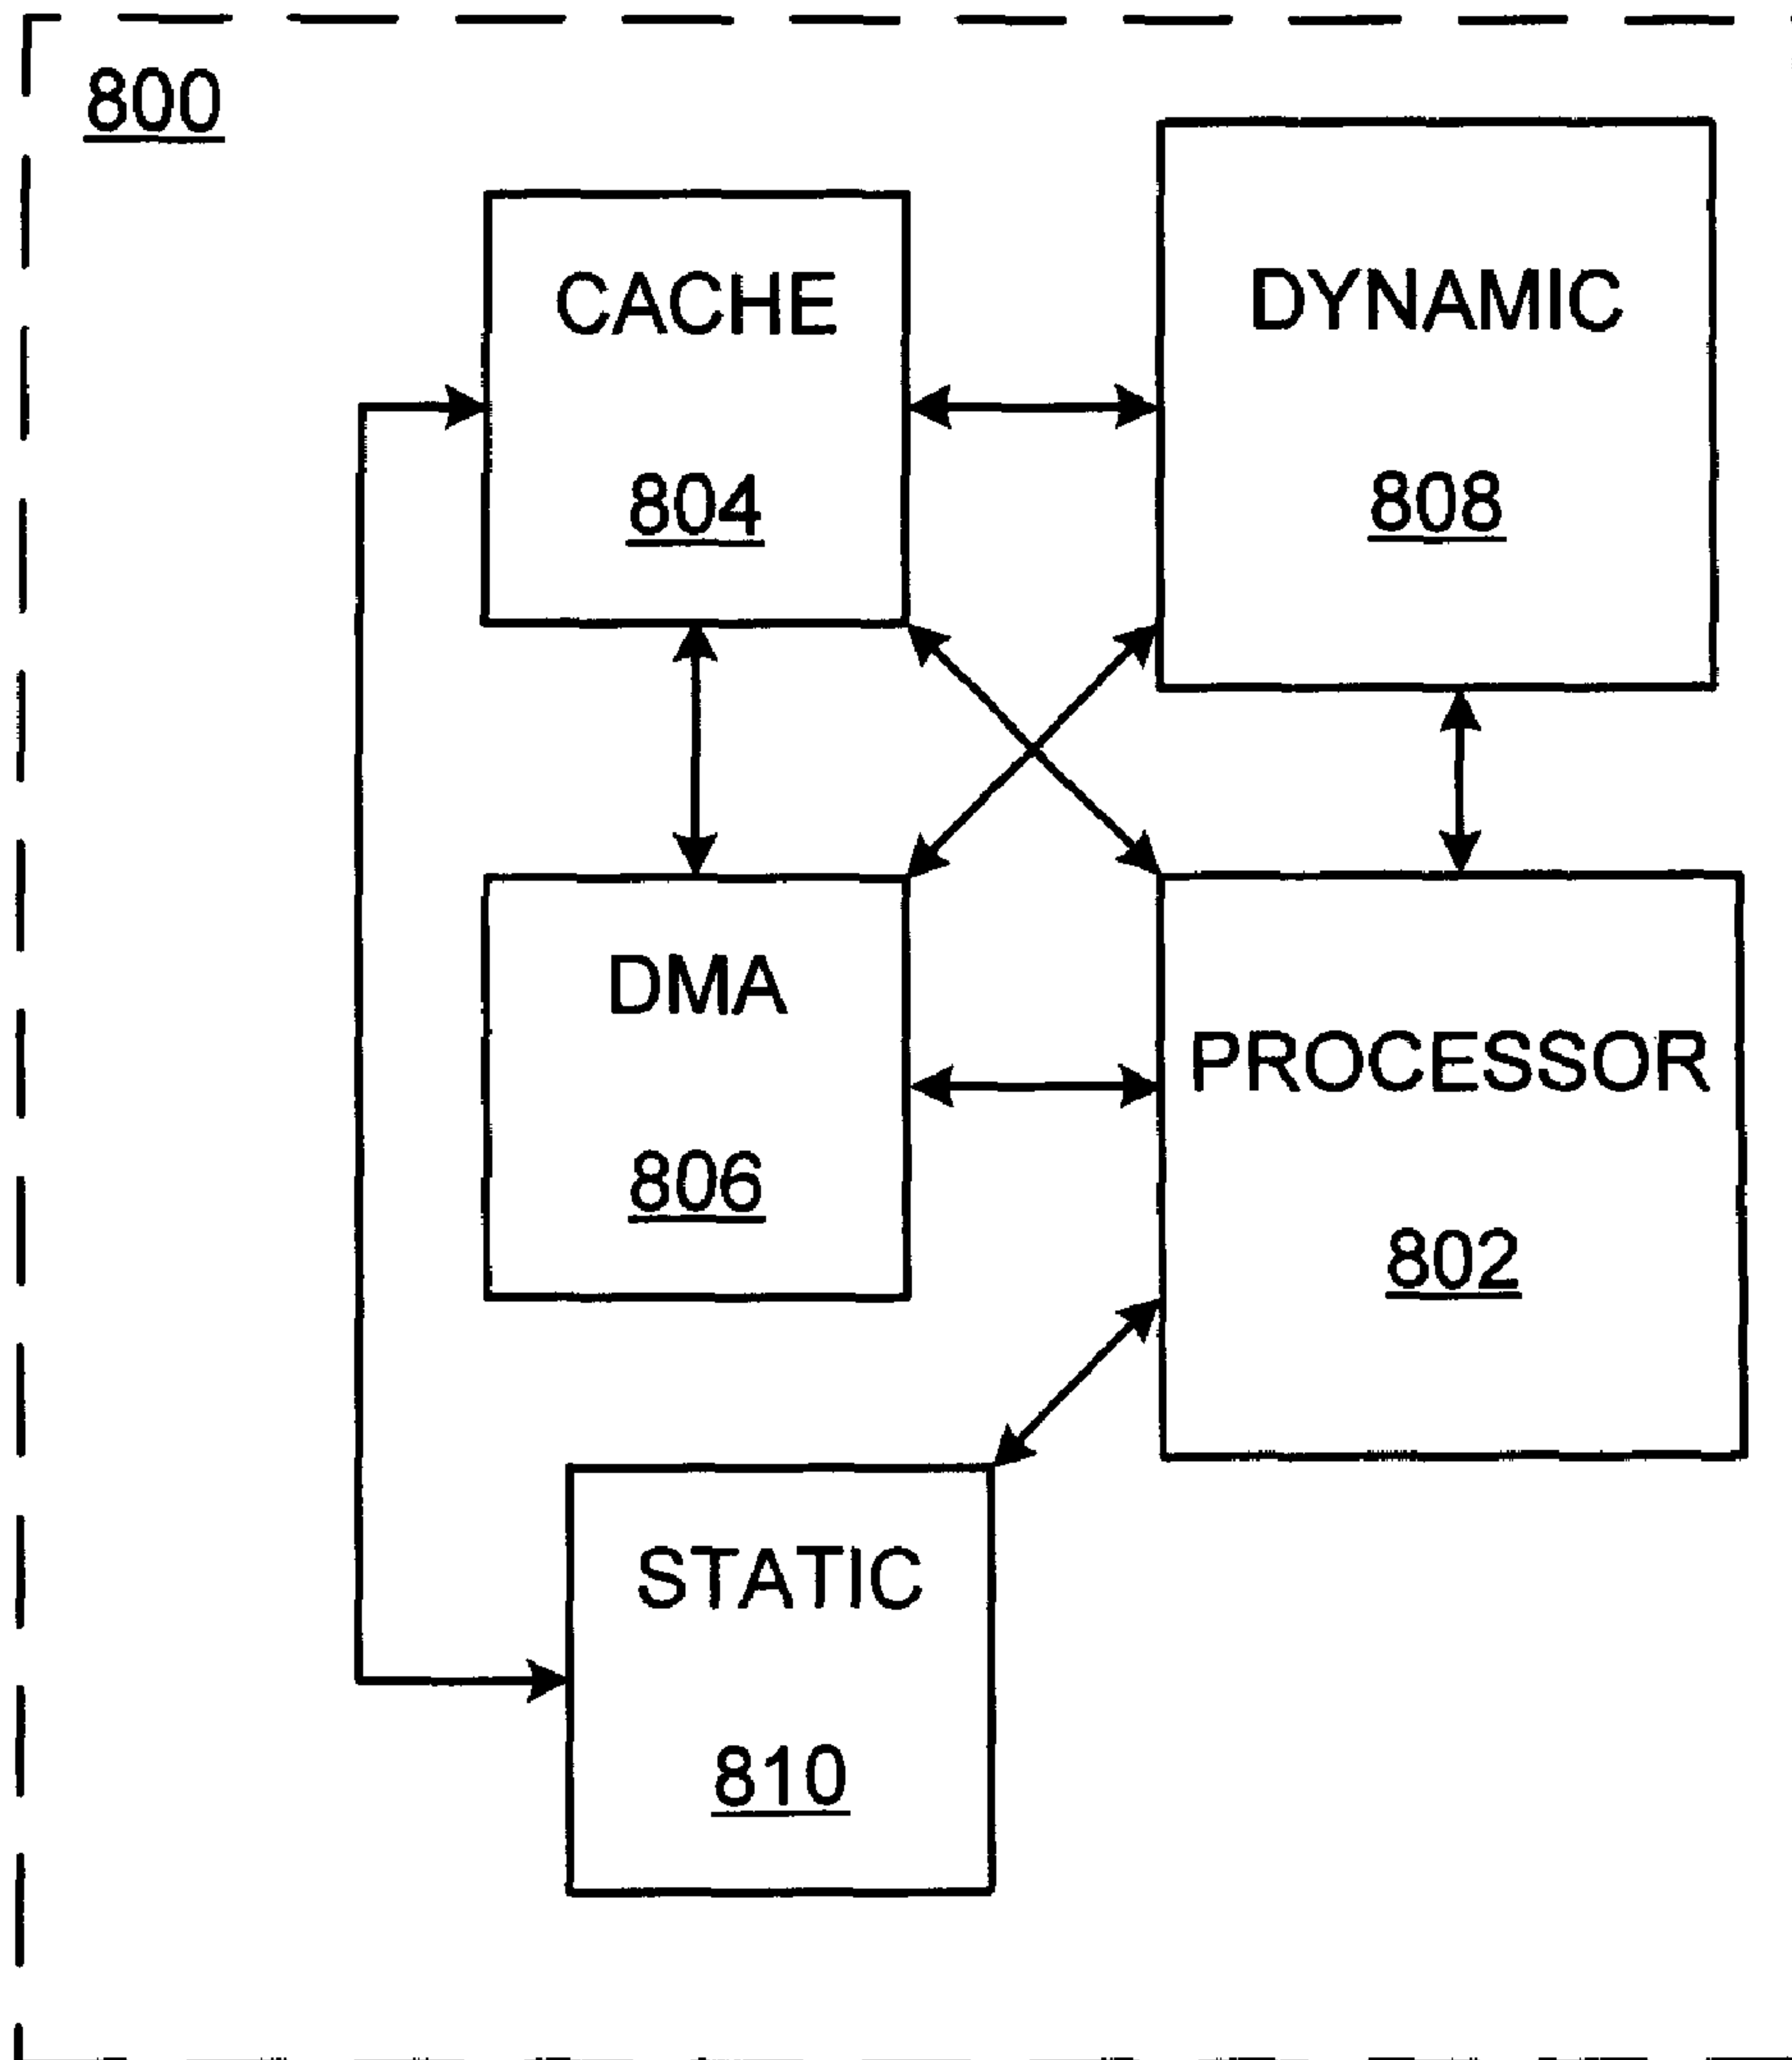 800
CACHE
804
DYNAMIC
808
DMA
806
PROCESSOR
802
STATIC
810